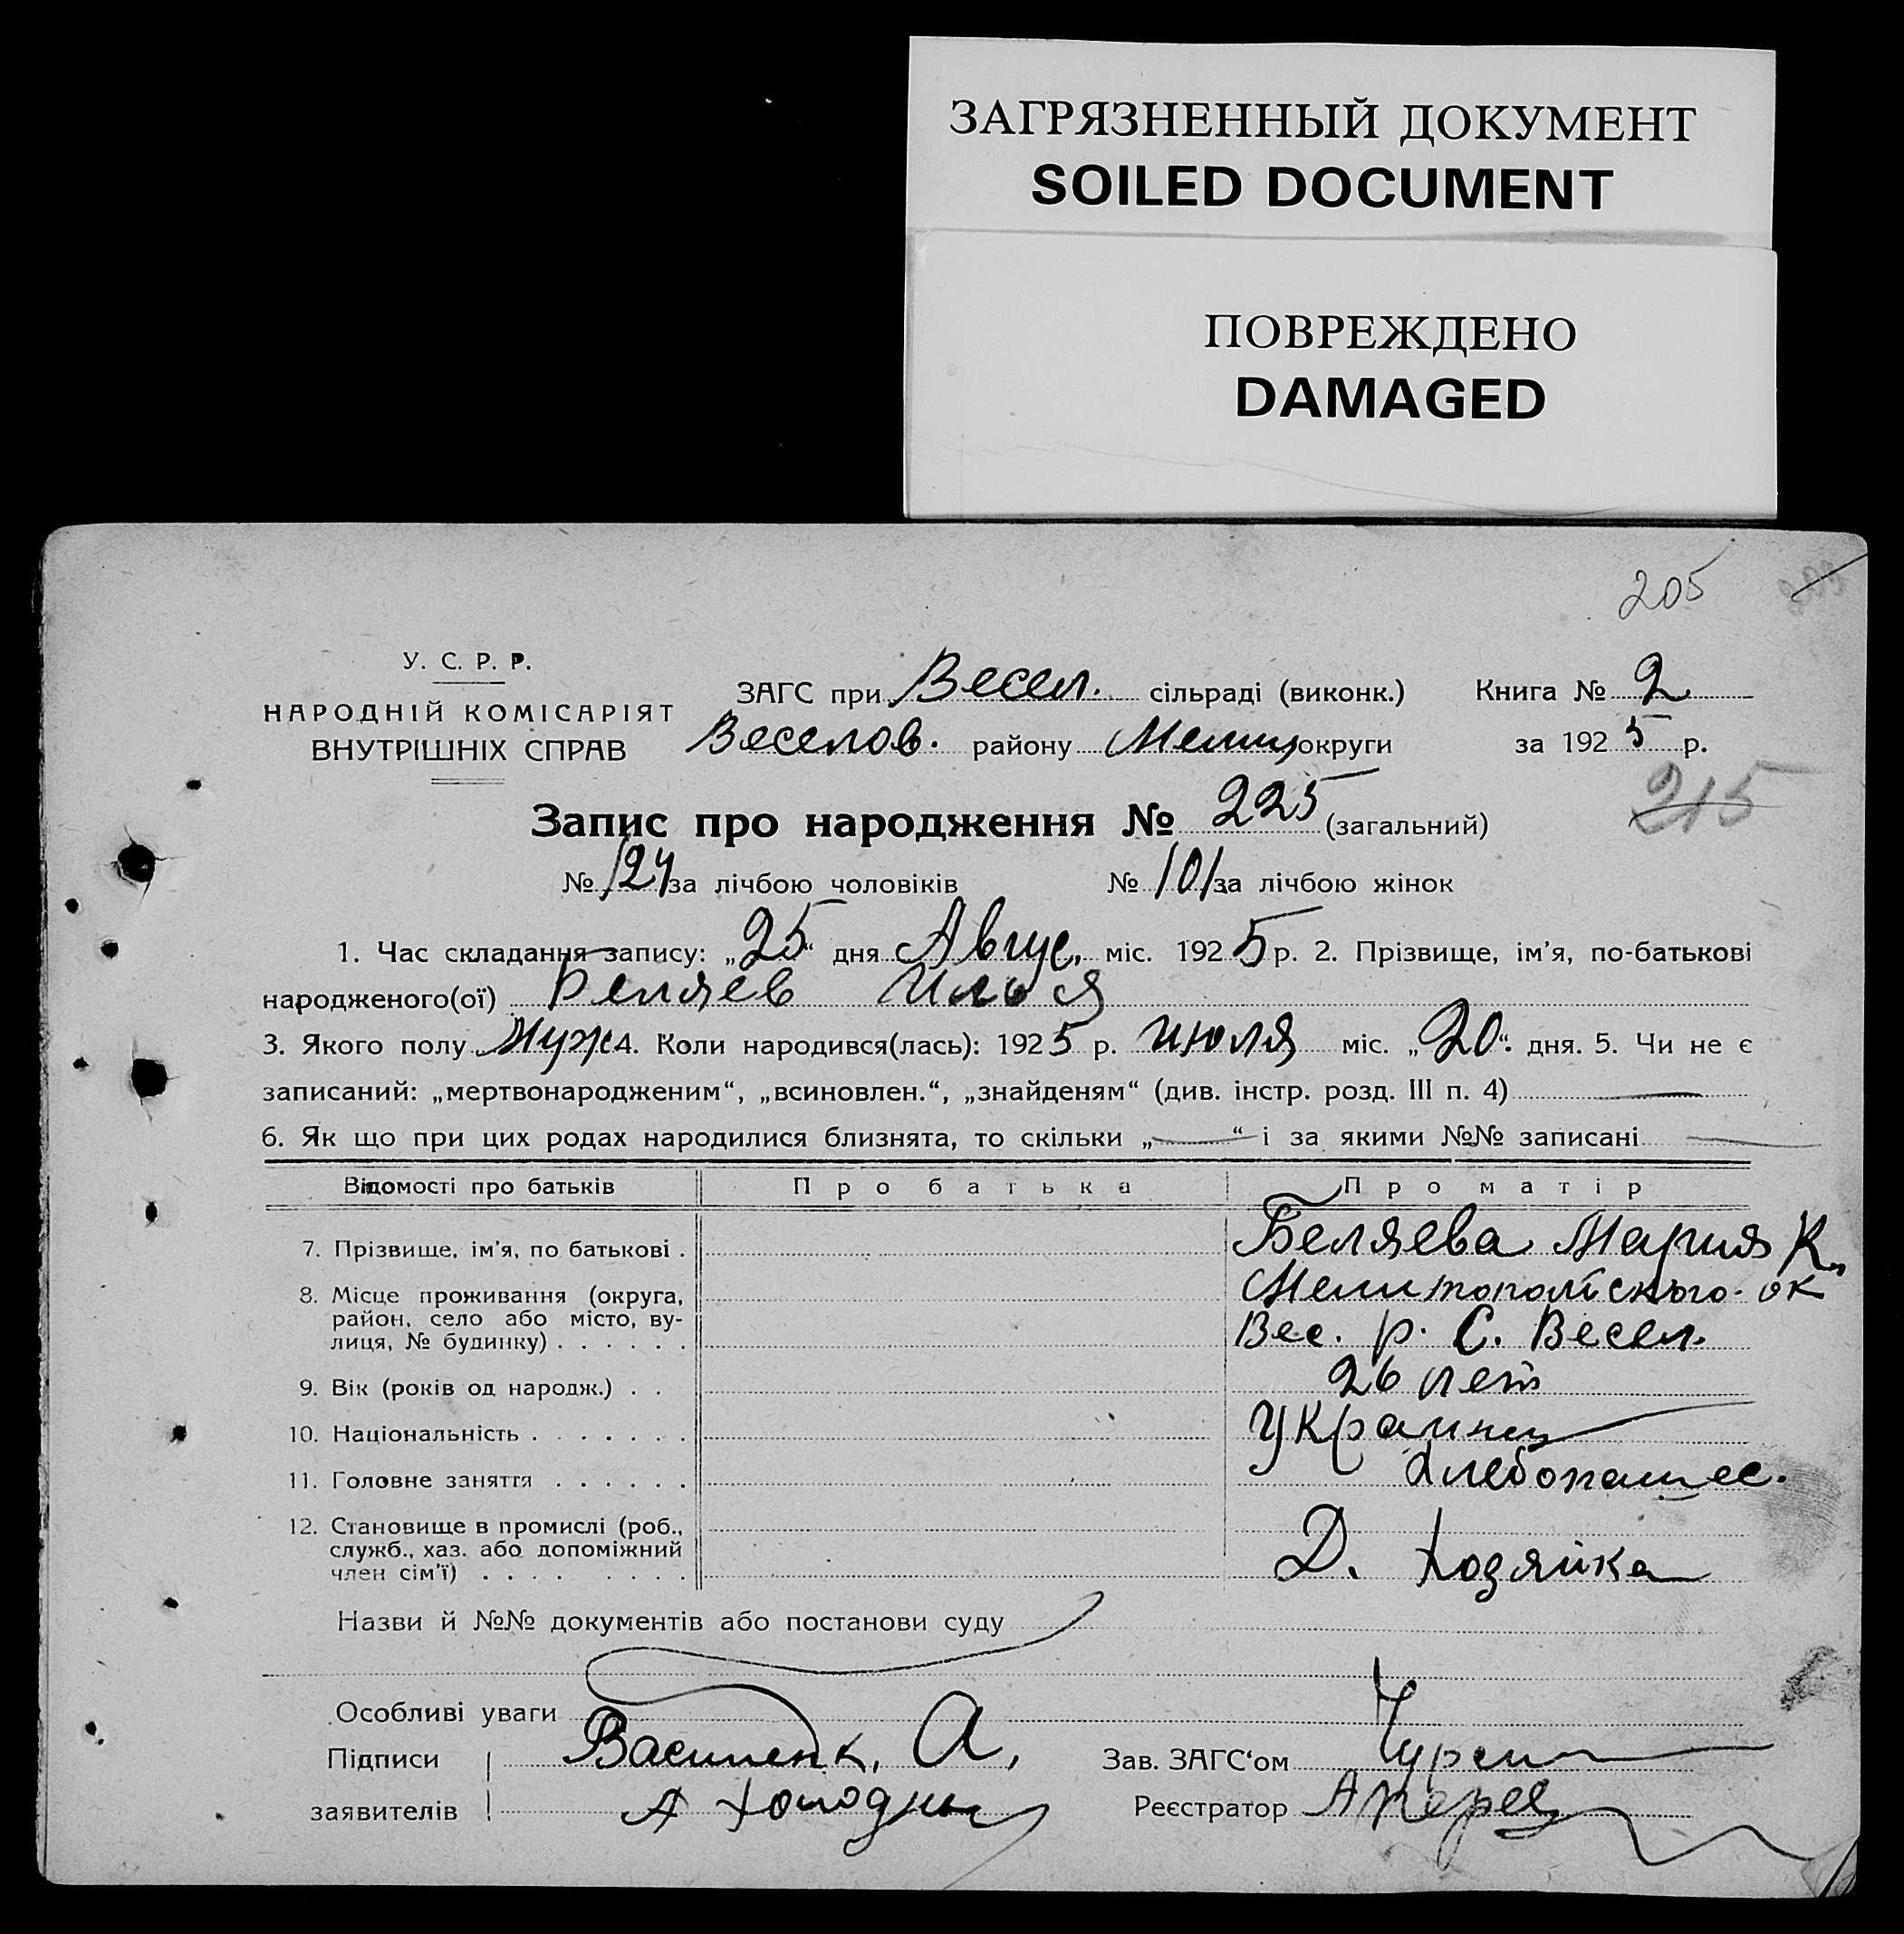 ЗАГРЯЗНЕННЫЙ ДОКУМЕНТ
SOILED DOCUMENT
ПОВРЕЖДЕНО
DAMAGED
205
У. С. Р. Р.
НАРОДНІЙ КОМІСАРІЯТ
ВНУТРІШНІХ СПРАВ
ЗАГС при Весел. сільраді (виконк.) Книга № 2
Веселов. району Мелит округи за 1925 р.
215
Запис про народження № 225 (загальний)
№ 124 за лічбою чоловіків № 101 за лічбою жінок
1. Час складання запису: „25“ дня Авгус. міс. 1925 р. 2. Прізвище, ім’я, по-батькові
народженого(ої) Беляев Илья
3. Якого полу Муж 4. Коли народився(лась): 1925 р. июля міс. „20“. дня. 5. Чи не є
записаний: „мертвонародженим“, „всиновлен.“, „знайденям“ (див. інстр. розд. III п. 4) —
6. Як що при цих родах народилися близнята, то скільки „—“ і за якими №№ записані —
Відомості про батьків Про батька Про матір
7. Прізвище, ім’я, по батькові . Беляева Мария К.
8. Місце проживання (округа, Мелитопольского ок
район, село або місто, ву-
лиця, № будинку) . . . . . . Вес. р. С. Весел.
9. Вік (років од народж.) . . 26 лет
10. Національність . . . . . . . Украинец
11. Головне заняття . . . . . . Хлебопашес.
12. Становище в промислі (роб.,
служб., хаз. або допоміжний Д. Хозяйка
член сім’ї) . . . . . . . .
Назви й №№ документів або постанови суду
Особливі уваги
Підписи Василенк. А. Зав. ЗАГС‘ом
заявителів А Холодны Реєстратор